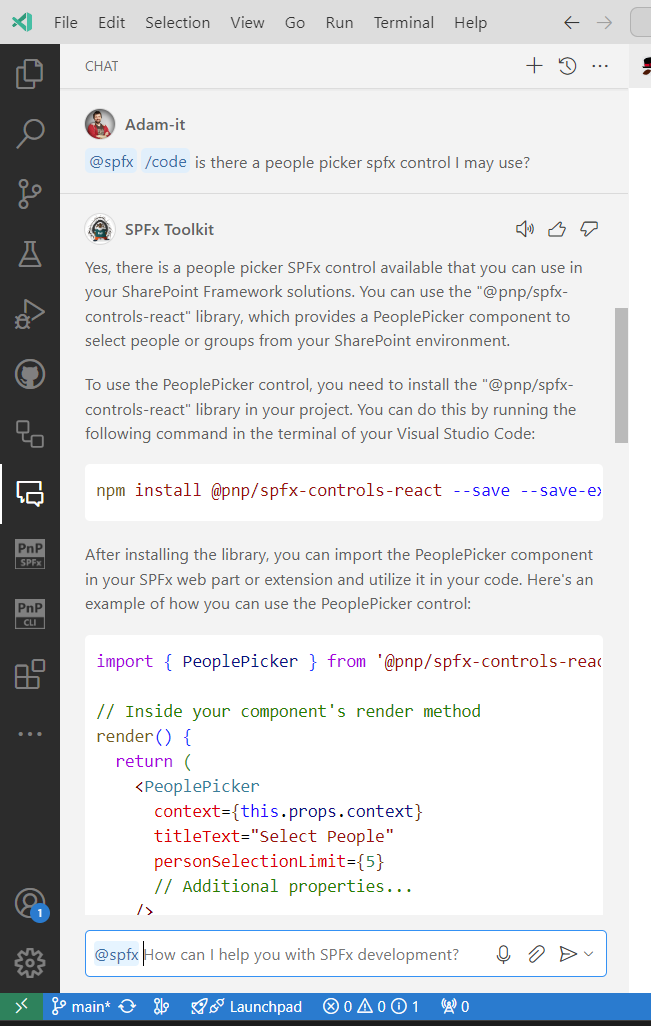 File Edit Selection View Go Run Terminal Help
CHAT
Adam-it
@spfx /code is there a people picker spfx control I may use?
SPFx Toolkit
Yes, there is a people picker SPFx control available that you can use in
your SharePoint Framework solutions. You can use the "@pnp/spfx-
controls-react" library, which provides a PeoplePicker component to
select people or groups from your SharePoint environment.
To use the PeoplePicker control, you need to install the "@pnp/spfx-
controls-react" library in your project. You can do this by running the
following command in the terminal of your Visual Studio Code:
npm install @pnp/spfx-controls-react --save --save-ex
After installing the library, you can import the PeoplePicker component
in your SPFx web part or extension and utilize it in your code. Here's an
example of how you can use the PeoplePicker control:
import { PeoplePicker } from '@pnp/spfx-controls-reac
// Inside your component's render method
render() {
return (
<PeoplePicker
context={this.props.context}
titleText="Select People"
personSelectionLimit={5}
// Additional properties...
/>
PnP
SPFx
PnP
CLI
1
@spfx How can I help you with SPFx development?
main* Launchpad 0 0 1 0